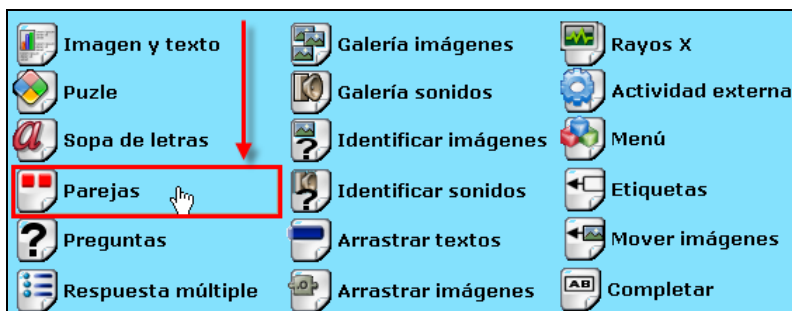 Imagen y texto
Galería imágenes
Rayos X
Puzle
Galería sonidos
Actividad externa
Sopa de letras
Identificar imágenes
Menú
Parejas
Identificar sonidos
Etiquetas
Preguntas
Arrastrar textos
Mover imágenes
Respuesta múltiple
Arrastrar imágenes
AB
Completar